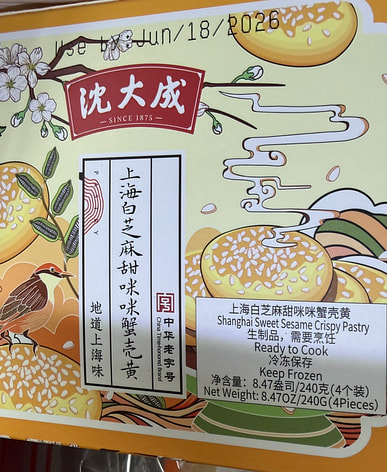 Use by: Jun/18/2026
沈大成
SINCE 1875
上海白芝麻甜咪咪蟹壳黄
地道上海味
中华老字号
China Time-honored Brand
上海白芝麻甜咪咪蟹壳黄
Shanghai Sweet Sesame Crispy Pastry
生制品，需要烹饪
Ready to Cook
冷冻保存
Keep Frozen
净含量：8.47盎司/240克(4个装)
Net Weight: 8.47OZ/240G(4Pieces)